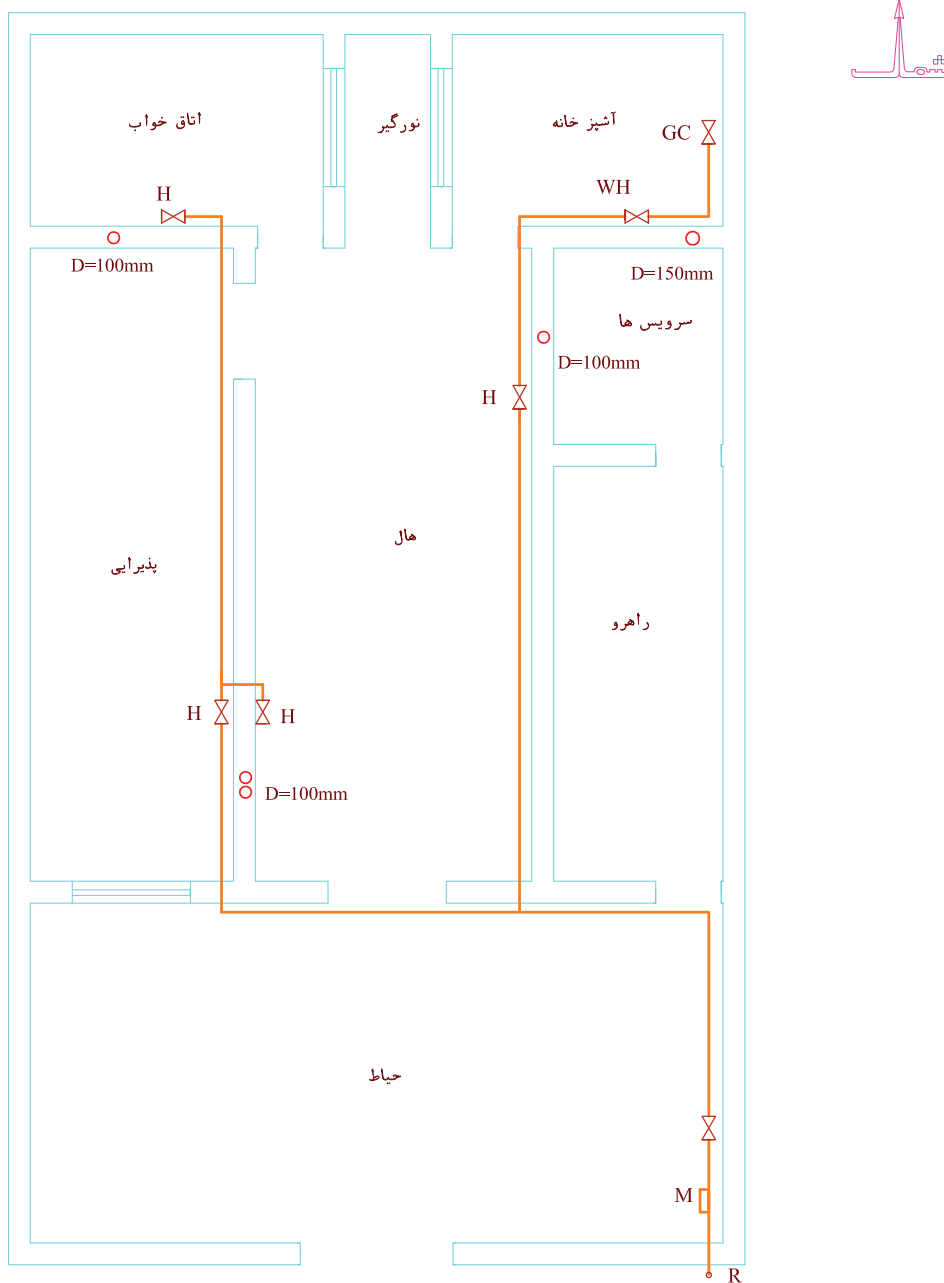 اتاق خواب
نورگیر
آشپز خانه
GC
H
WH
D=100mm
D=150mm
سرویس ها
D=100mm
H
هال
پذیرایی
راهرو
H
H
D=100mm
حیاط
M
R